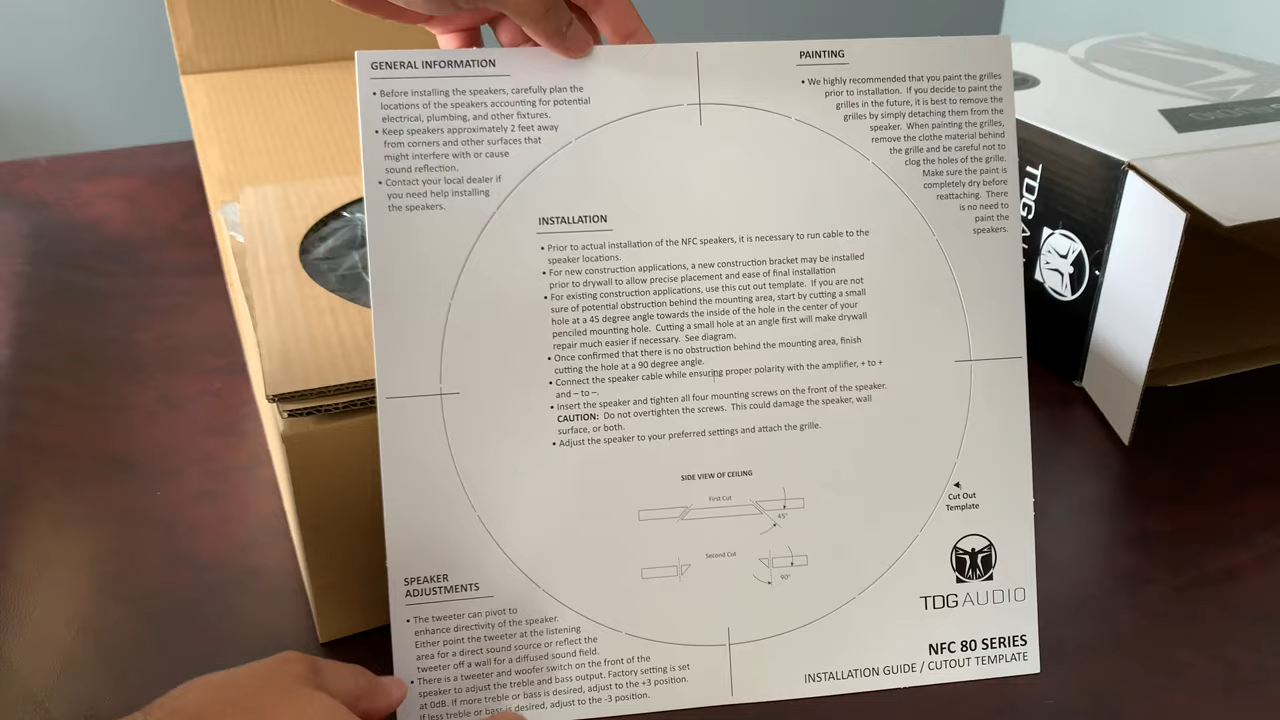 GENERAL INFORMATION
• Before installing the speakers, carefully plan the
locations of the speakers accounting for potential
electrical, plumbing, and other fixtures.
• Keep speakers approximately 2 feet away
from corners and other surfaces that
might interfere with or cause
sound reflection.
• Contact your local dealer if
you need help installing
the speakers.
PAINTING
• We highly recommended that you paint the grilles
prior to installation. If you decide to paint the
grilles in the future, it is best to remove the
grilles by simply detaching them from the
speaker. When painting the grilles,
remove the clothe material behind
the grille and be careful not to
clog the holes of the grille.
Make sure the paint is
completely dry before
reattaching. There
is no need to
paint the
speakers.
INSTALLATION
• Prior to actual installation of the NFC speakers, it is necessary to run cable to the
speaker locations.
• For new construction applications, a new construction bracket may be installed
prior to drywall to allow precise placement and ease of final installation
• For existing construction applications, use this cut out template. If you are not
sure of potential obstruction behind the mounting area, start by cutting a small
hole at a 45 degree angle towards the inside of the hole in the center of your
penciled mounting hole. Cutting a small hole at an angle first will make drywall
repair much easier if necessary. See diagram.
• Once confirmed that there is no obstruction behind the mounting area, finish
cutting the hole at a 90 degree angle.
• Connect the speaker cable while ensuring proper polarity with the amplifier, + to +
and – to –.
• Insert the speaker and tighten all four mounting screws on the front of the speaker.
CAUTION: Do not overtighten the screws. This could damage the speaker, wall
surface, or both.
• Adjust the speaker to your preferred settings and attach the grille.
SIDE VIEW OF CEILING
First Cut
45°
Second Cut
90°
Cut Out
Template
SPEAKER
ADJUSTMENTS
• The tweeter can pivot to
enhance directivity of the speaker.
Either point the tweeter at the listening
area for a direct sound source or reflect the
tweeter off a wall for a diffused sound field.
• There is a tweeter and woofer switch on the front of the
speaker to adjust the treble and bass output. Factory setting is set
at 0dB. If more treble or bass is desired, adjust to the +3 position.
If less treble or bass is desired, adjust to the -3 position.
TDG AUDIO
NFC 80 SERIES
INSTALLATION GUIDE / CUTOUT TEMPLATE
TDG